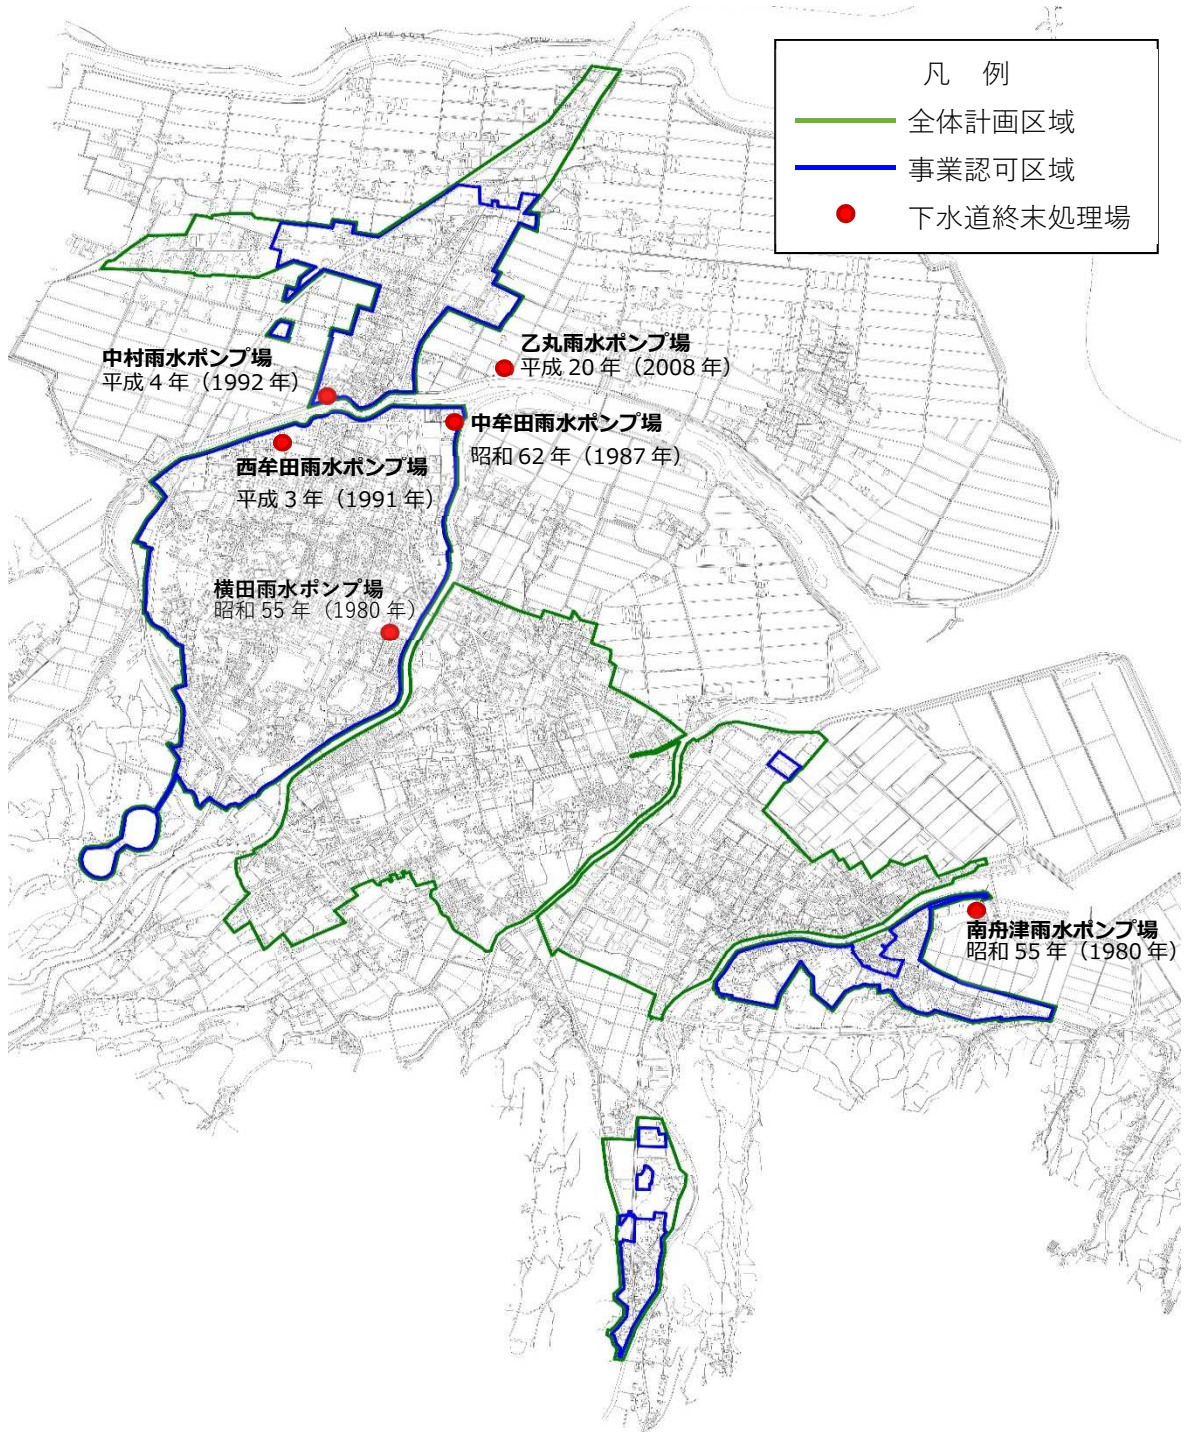 凡 例
全体計画区域
事業認可区域
下水道終末処理場
乙丸雨水ポンプ場
平成 20 年（2008 年）
中村雨水ポンプ場
平成 4 年（1992 年）
中牟田雨水ポンプ場
昭和 62 年（1987 年）
西牟田雨水ポンプ場
平成 3 年（1991 年）
横田雨水ポンプ場
昭和 55 年（1980 年）
南舟津雨水ポンプ場
昭和 55 年（1980 年）